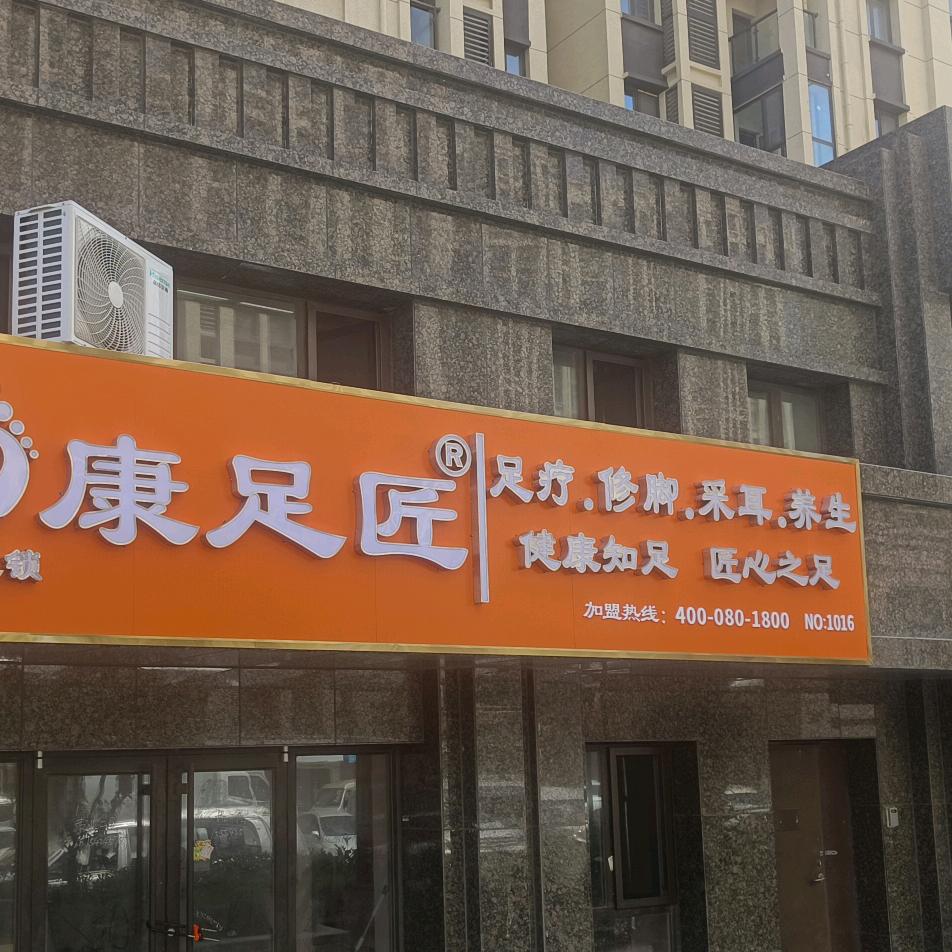 康足匠®
锁
足疗.修脚.采耳.养生
健康知足 匠心之足
加盟热线：400-080-1800 NO:1016